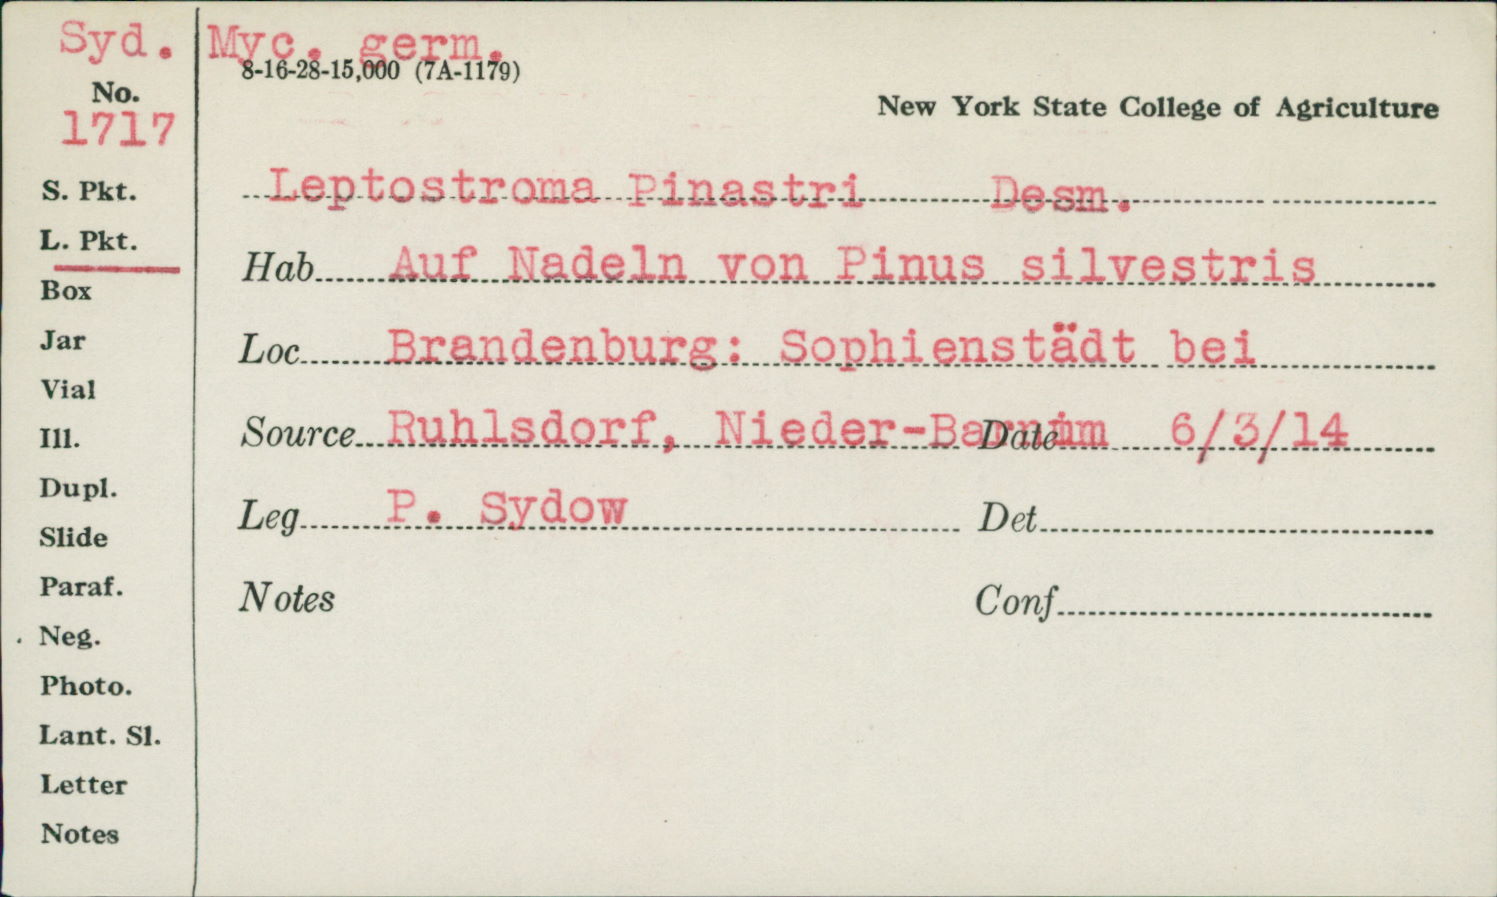 Syd. Myc. germ.
8-16-28-15,000 (7A-1179)
No.
1717
New York State College of Agriculture
S. Pkt.
Leptostroma Pinastri Desm.
L. Pkt.
Hab Auf Nadeln von Pinus silvestris
Box
Jar
Loc Brandenburg: Sophienstädt bei
Vial
Ill.
Source Ruhlsdorf, Nieder-Barnim Date 6/3/14
Dupl.
Leg P. Sydow Det
Slide
Paraf.
Notes Conf
Neg.
Photo.
Lant. Sl.
Letter
Notes